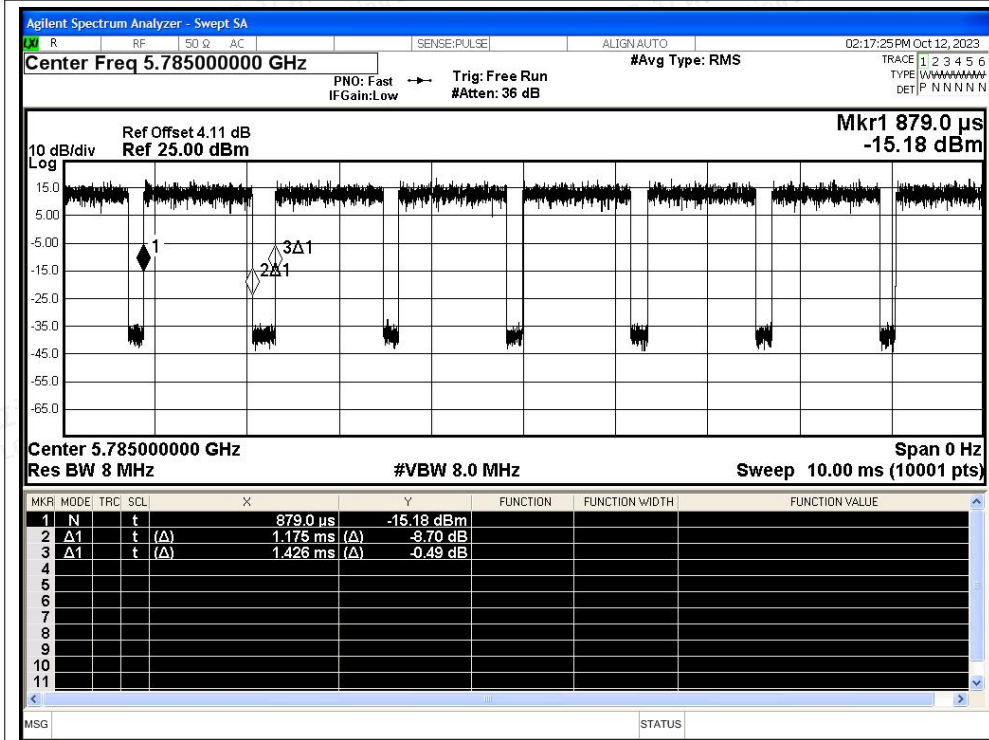 Agilent Spectrum Analyzer - Swept SA
LXI R RF 50 Ω AC SENSE:PULSE ALIGN AUTO 02:17:25 PM Oct 12, 2023
Center Freq 5.785000000 GHz #Avg Type: RMS TRACE 1 2 3 4 5 6
PNO: Fast Trig: Free Run TYPE
IFGain:Low #Atten: 36 dB DET P N N N N N
Mkr1 879.0 µs
-15.18 dBm
Ref Offset 4.11 dB
10 dB/div Ref 25.00 dBm
Log
15.0
5.00
-5.00
1
3Δ1
2Δ1
-15.0
-25.0
-35.0
-45.0
-55.0
-65.0
Center 5.785000000 GHz Span 0 Hz
Res BW 8 MHz #VBW 8.0 MHz Sweep 10.00 ms (10001 pts)
MKR MODE TRC SCL X Y FUNCTION FUNCTION WIDTH FUNCTION VALUE
1 N t 879.0 µs -15.18 dBm
2 Δ1 t (Δ) 1.175 ms (Δ) -8.70 dB
3 Δ1 t (Δ) 1.426 ms (Δ) -0.49 dB
4
5
6
7
8
9
10
11
MSG STATUS